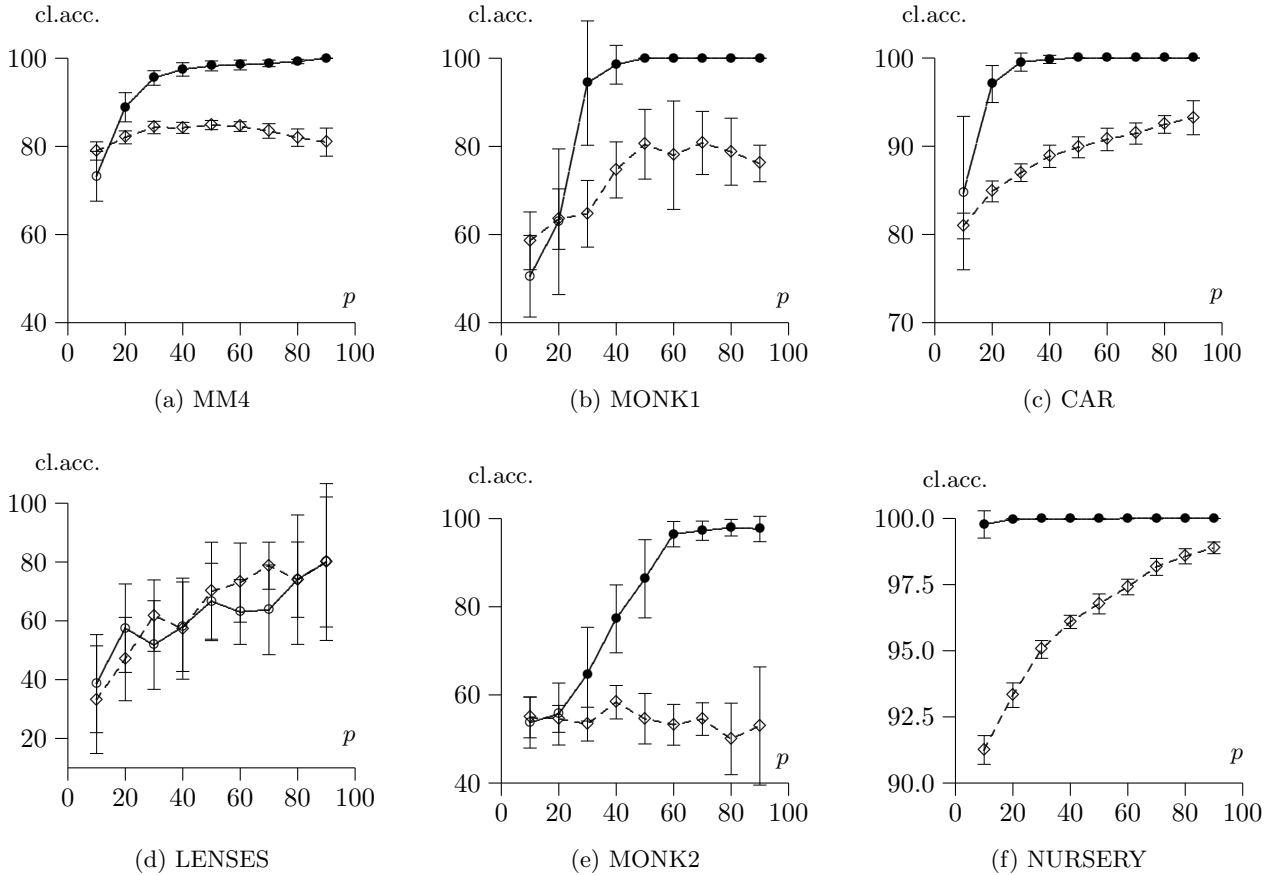 cl.acc.
100
80
60
40
p
0 20 40 60 80 100
(a) MM4
cl.acc.
100
80
60
40
p
0 20 40 60 80 100
(b) MONK1
cl.acc.
100
90
80
70
p
0 20 40 60 80 100
(c) CAR
cl.acc.
100
80
60
40
20
p
0 20 40 60 80 100
(d) LENSES
cl.acc.
100
80
60
40
p
0 20 40 60 80 100
(e) MONK2
cl.acc.
100.0
97.5
95.0
92.5
90.0
p
0 20 40 60 80 100
(f) NURSERY